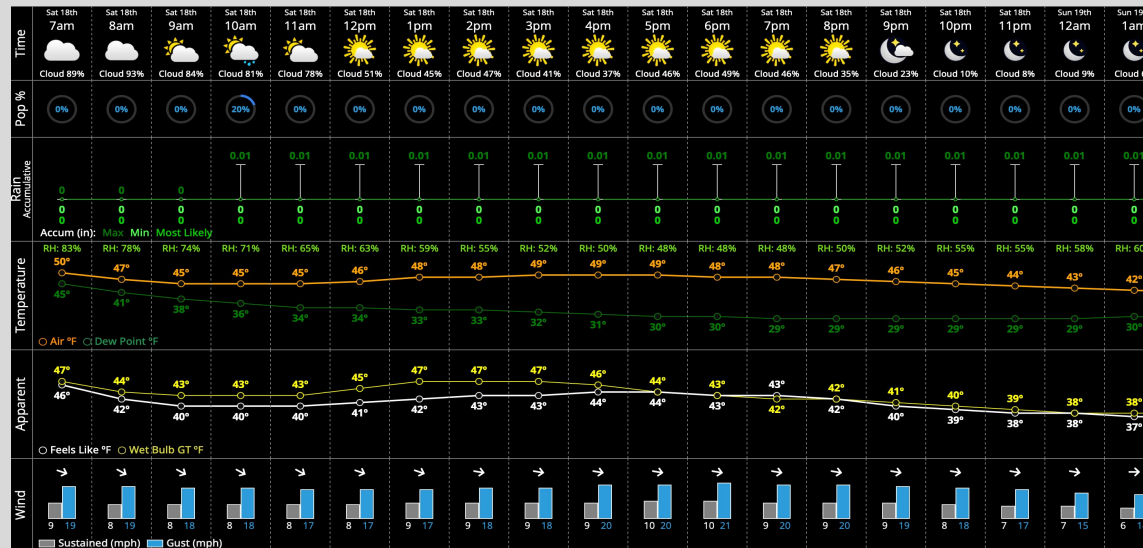 Time
Sat 18th Sat 18th Sat 18th Sat 18th Sat 18th Sat 18th Sat 18th Sat 18th Sat 18th Sat 18th Sat 18th Sat 18th Sat 18th Sat 18th Sat 18th Sat 18th Sat 18th Sun 19th Sun 19
7am 8am 9am 10am 11am 12pm 1pm 2pm 3pm 4pm 5pm 6pm 7am 8pm 9pm 10pm 11pm 12am 1am
Cloud 89% Cloud 93% Cloud 84% Cloud 81% Cloud 78% Cloud 51% Cloud 45% Cloud 47% Cloud 41% Cloud 37% Cloud 46% Cloud 49% Cloud 46% Cloud 35% Cloud 23% Cloud 10% Cloud 8% Cloud 9% Cloud
Pop %
0% 0% 0% 20% 0% 0% 0% 0% 0% 0% 0% 0% 0% 0% 0% 0% 0% 0% 0%
Rain
Accumulative
0.01 0.01 0.01 0.01 0.01 0.01 0.01 0.01 0.01 0.01 0.01 0.01 0.01 0.01 0.01 0.01
0 0 0
0 0 0 0 0 0 0 0 0 0 0 0 0 0 0 0 0 0 0
0 0 0 0 0 0 0 0 0 0 0 0 0 0 0 0 0 0 0
Accum (in): Max Min Most Likely
Temperature
RH: 83% RH: 78% RH: 74% RH: 71% RH: 65% RH: 63% RH: 59% RH: 55% RH: 52% RH: 50% RH: 48% RH: 48% RH: 48% RH: 50% RH: 52% RH: 55% RH: 55% RH: 58% RH: 60
50° 47° 45° 45° 45° 46° 48° 48° 49° 49° 49° 48° 48° 47° 46° 45° 44° 43° 42°
45° 41° 38° 36° 34° 34° 33° 33° 32° 31° 30° 30° 29° 29° 29° 29° 29° 29° 30°
Air ºF Dew Point ºF
Apparent
47° 44° 43° 43° 43° 45° 47° 47° 47° 46° 44° 43° 43° 42° 41° 40° 39° 38° 38°
46° 42° 40° 40° 40° 41° 42° 43° 43° 44° 44° 43° 42° 42° 40° 39° 38° 38° 37°
Feels Like ºF Wet Bulb GT ºF
Wind
9 19 8 19 8 18 8 18 8 17 8 17 9 17 9 18 9 18 9 20 10 20 10 21 9 20 9 20 9 19 8 18 7 17 7 15 6
Sustained (mph) Gust (mph)